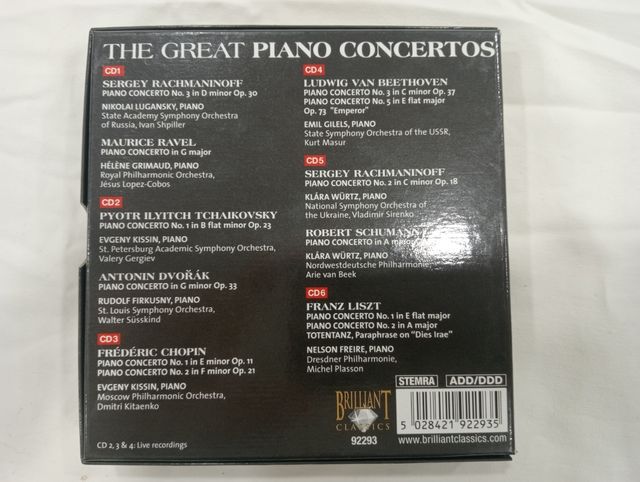 THE GREAT PIANO CONCERTOS
CD1
SERGEY RACHMANINOFF
PIANO CONCERTO No. 3 in D minor Op. 30
NIKOLAI LUGANSKY, PIANO
State Academy Symphony Orchestra
of Russia, Ivan Shpiller
MAURICE RAVEL
PIANO CONCERTO in G major
HÉLÈNE GRIMAUD, PIANO
Royal Philharmonic Orchestra,
Jésus Lopez-Cobos
CD2
PYOTR ILYITCH TCHAIKOVSKY
PIANO CONCERTO No. 1 in B flat minor Op. 23
EVGENY KISSIN, PIANO
St. Petersburg Academic Symphony Orchestra,
Valery Gergiev
ANTONIN DVOŘÁK
PIANO CONCERTO in G minor Op. 33
RUDOLF FIRKUSNY, PIANO
St. Louis Symphony Orchestra,
Walter Süsskind
CD3
FRÉDÉRIC CHOPIN
PIANO CONCERTO No. 1 in E minor Op. 11
PIANO CONCERTO No. 2 in F minor Op. 21
EVGENY KISSIN, PIANO
Moscow Philharmonic Orchestra,
Dmitri Kitaenko
CD 2, 3 & 4: Live recordings
CD4
LUDWIG VAN BEETHOVEN
PIANO CONCERTO No. 3 in C minor Op. 37
PIANO CONCERTO No. 5 in E flat major
Op. 73 "Emperor"
EMIL GILELS, PIANO
State Symphony Orchestra of the USSR,
Kurt Masur
CD5
SERGEY RACHMANINOFF
PIANO CONCERTO No. 2 in C minor Op. 18
KLÁRA WÜRTZ, PIANO
National Symphony Orchestra of
the Ukraine, Vladimir Sirenko
ROBERT SCHUMANN
PIANO CONCERTO in A
KLÁRA WÜRTZ, PIANO
Nordwestdeutsche Philharmonie,
Arie van Beek
CD6
FRANZ LISZT
PIANO CONCERTO No. 1 in E flat major
PIANO CONCERTO No. 2 in A major
TOTENTANZ, Paraphrase on "Dies Irae"
NELSON FREIRE, PIANO
Dresdner Philharmonie,
Michel Plasson
BRILLIANT
CLASSICS
92293
STEMRA ADD/DDD
5 028421 922935
www.brilliantclassics.com